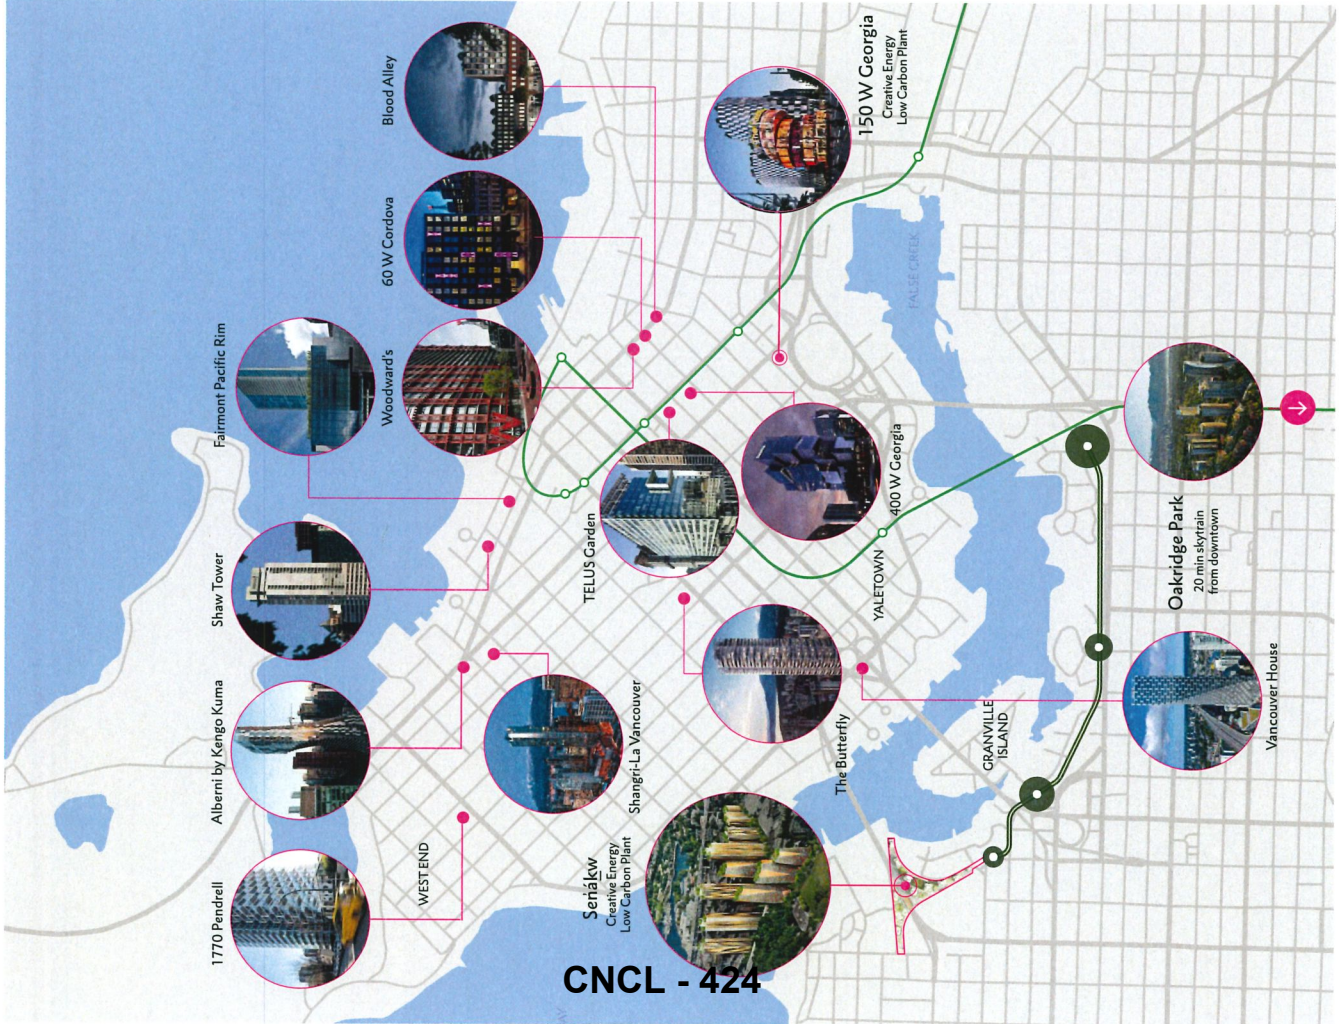 1770 Pendrell
Alberni by Kengo Kuma
Shaw Tower
Fairmont Pacific Rim
Woodward's
60 W Cordova
Blood Alley
WEST END
Shangri-La Vancouver
TELUS Garden
Seṉ́áḵw
Creative Energy
Low Carbon Plant
The Butterfly
YALETOWN
400 W Georgia
150 W Georgia
Creative Energy
Low Carbon Plant
FALSE CREEK
GRANVILLE
ISLAND
Vancouver House
Oakridge Park
20 min skytrain
from downtown
W
CNCL - 424